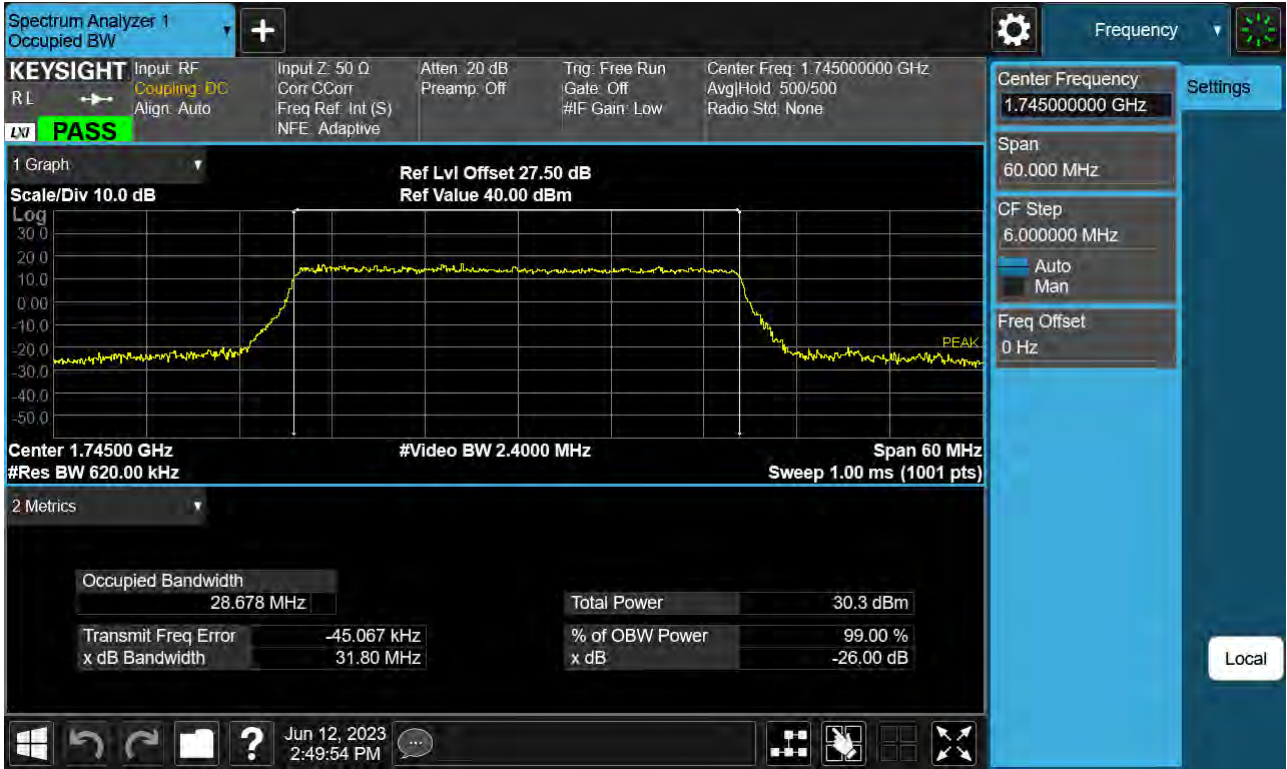 Spectrum Analyzer 1
Occupied BW
+
Frequency
KEYSIGHT
R L
LXI
PASS
Input: RF
Coupling: DC
Align: Auto
Input Z: 50 Ω
Corr CCorr
Freq Ref: Int (S)
NFE: Adaptive
Atten: 20 dB
Preamp: Off
Trig: Free Run
Gate: Off
#IF Gain: Low
Center Freq: 1.745000000 GHz
Avg|Hold: 500/500
Radio Std: None
Center Frequency
1.745000000 GHz
Settings
Span
60.000 MHz
CF Step
6.000000 MHz
Auto
Man
Freq Offset
0 Hz
Local
1 Graph
Scale/Div 10.0 dB
Ref Lvl Offset 27.50 dB
Ref Value 40.00 dBm
Log
30.0
20.0
10.0
0.00
-10.0
-20.0
-30.0
-40.0
-50.0
PEAK
Center 1.74500 GHz
#Video BW 2.4000 MHz
Span 60 MHz
#Res BW 620.00 kHz
Sweep 1.00 ms (1001 pts)
2 Metrics
Occupied Bandwidth
28.678 MHz
Transmit Freq Error -45.067 kHz
x dB Bandwidth 31.80 MHz
Total Power 30.3 dBm
% of OBW Power 99.00 %
x dB -26.00 dB
?
Jun 12, 2023
2:49:54 PM